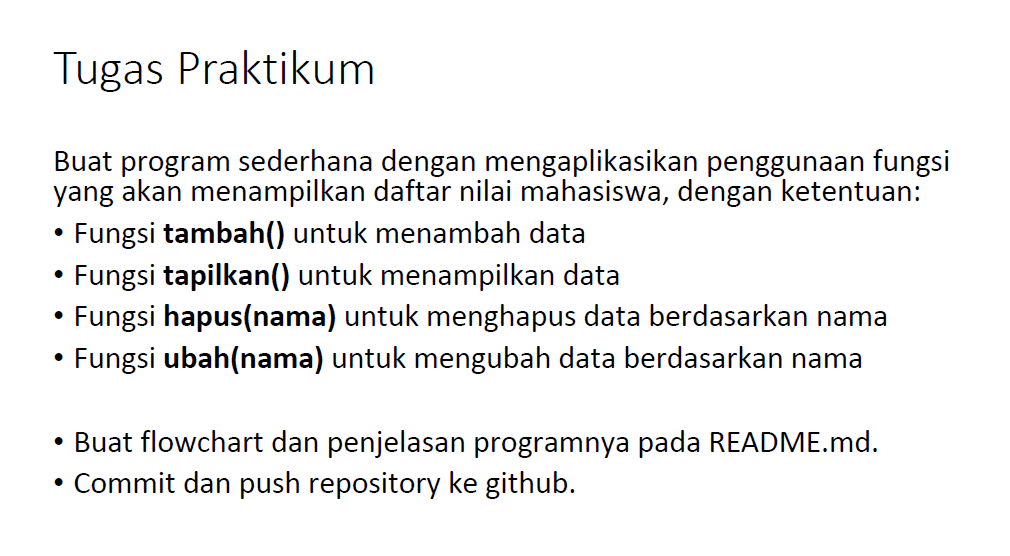 Tugas Praktikum
Buat program sederhana dengan mengaplikasikan penggunaan fungsi
yang akan menampilkan daftar nilai mahasiswa, dengan ketentuan:
• Fungsi tambah() untuk menambah data
• Fungsi tapilkan() untuk menampilkan data
• Fungsi hapus(nama) untuk menghapus data berdasarkan nama
• Fungsi ubah(nama) untuk mengubah data berdasarkan nama
• Buat flowchart dan penjelasan programnya pada README.md.
• Commit dan push repository ke github.